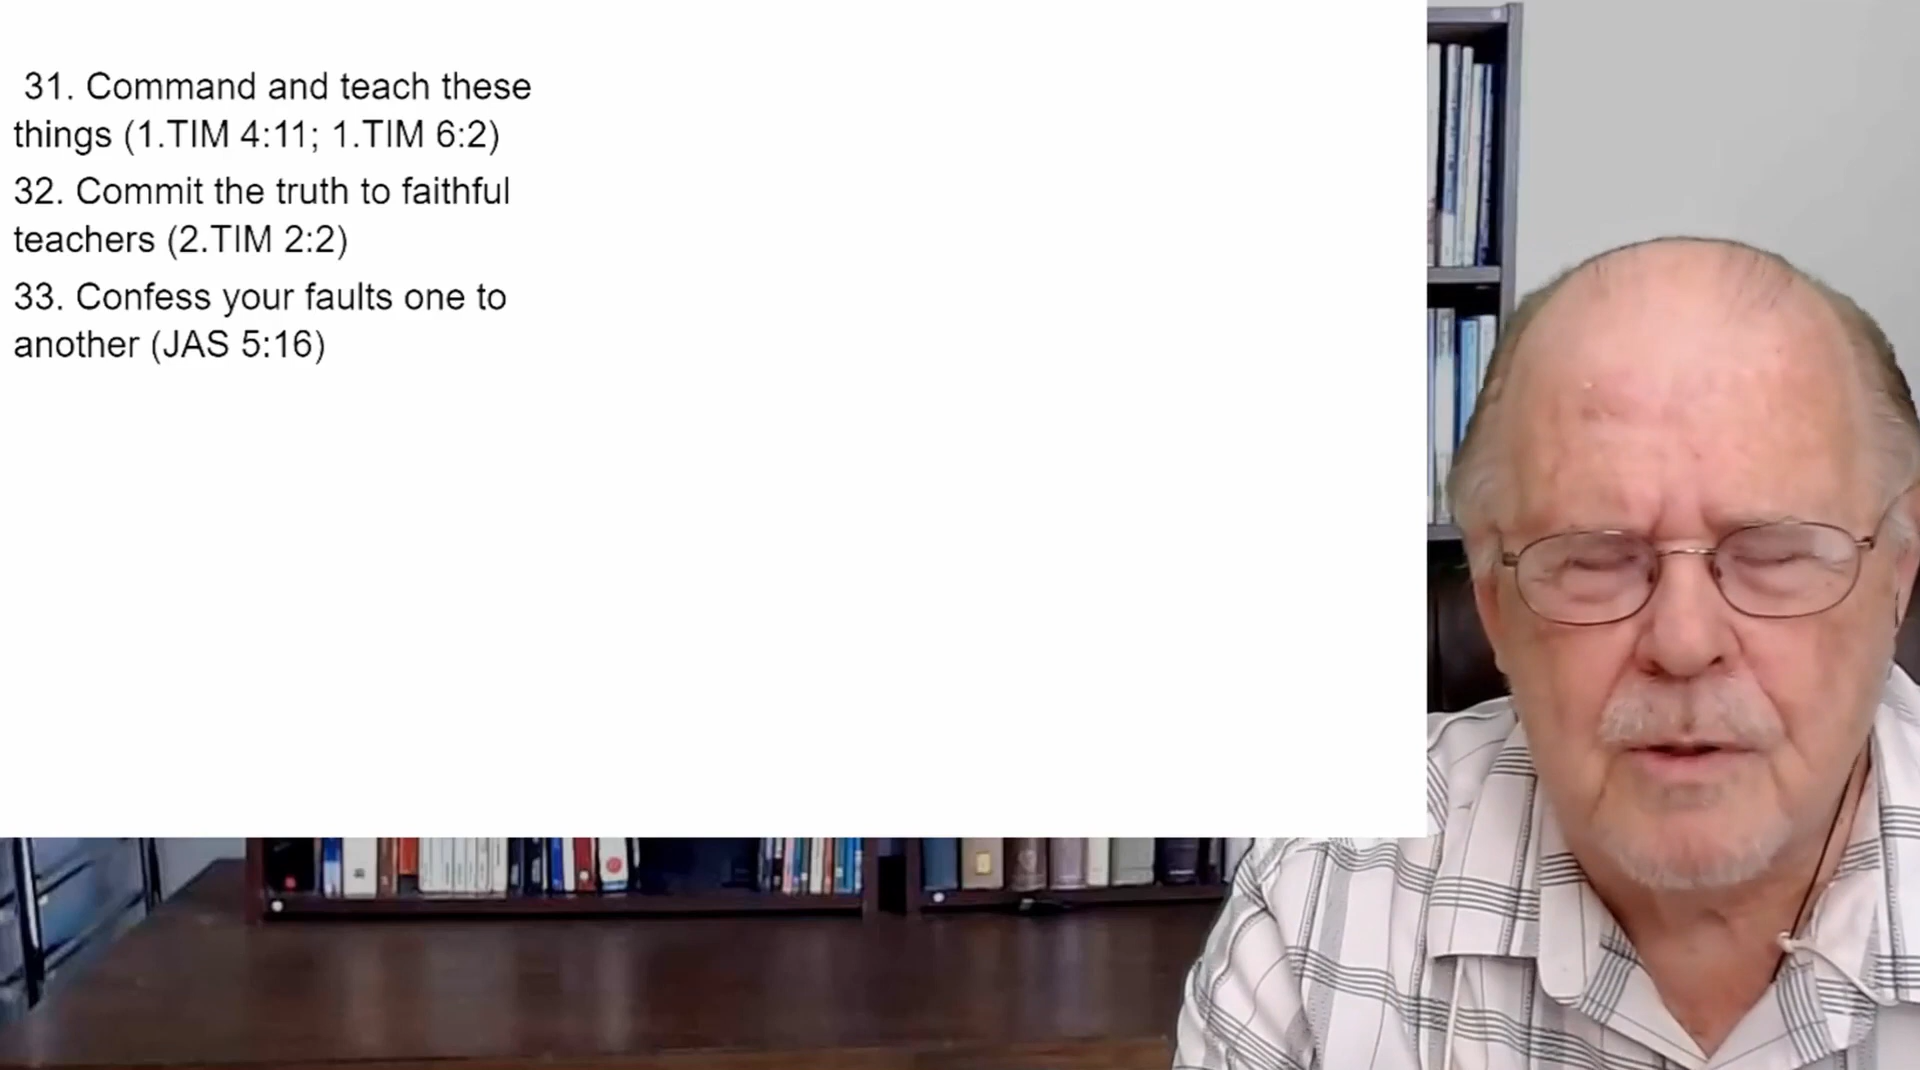 31. Command and teach these
things (1.TIM 4:11; 1.TIM 6:2)
32. Commit the truth to faithful
teachers (2.TIM 2:2)
33. Confess your faults one to
another (JAS 5:16)